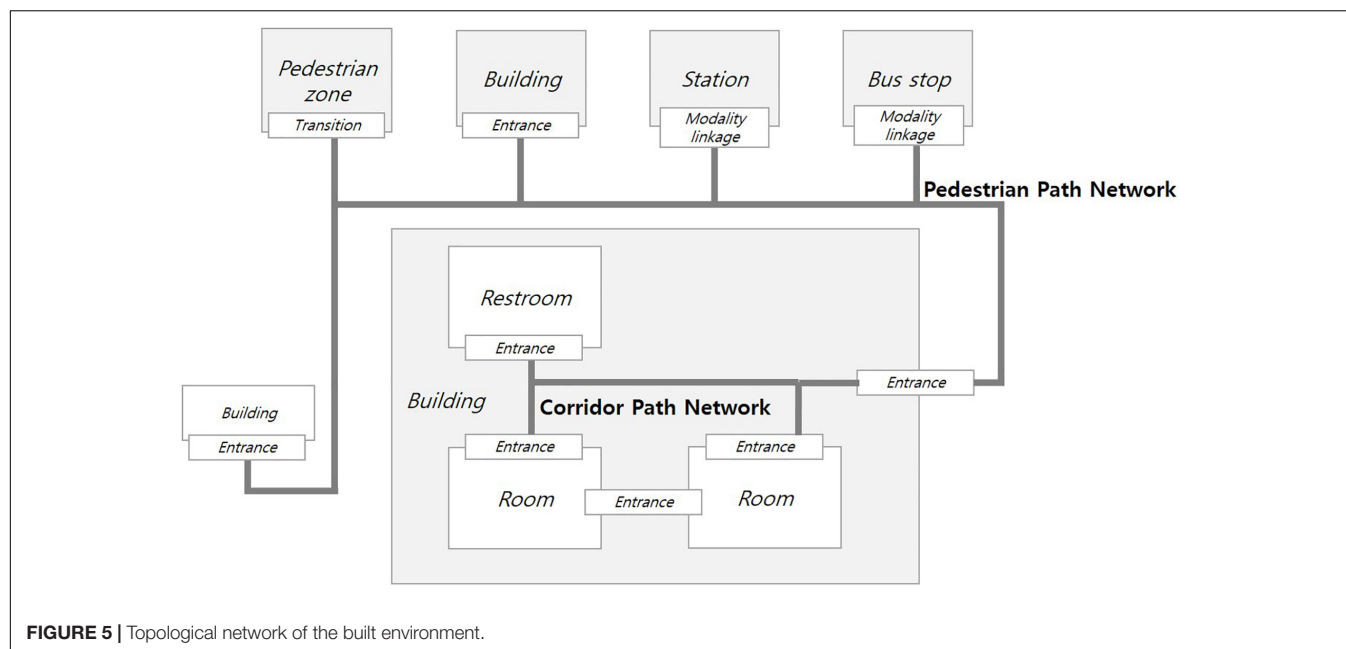 Pedestrian
zone
Transition
Building
Entrance
Station
Modality
linkage
Bus stop
Modality
linkage
Pedestrian Path Network
Restroom
Entrance
Entrance
Building
Corridor Path Network
Building
Entrance
Entrance
Room
Entrance
Entrance
Room
FIGURE 5 | Topological network of the built environment.